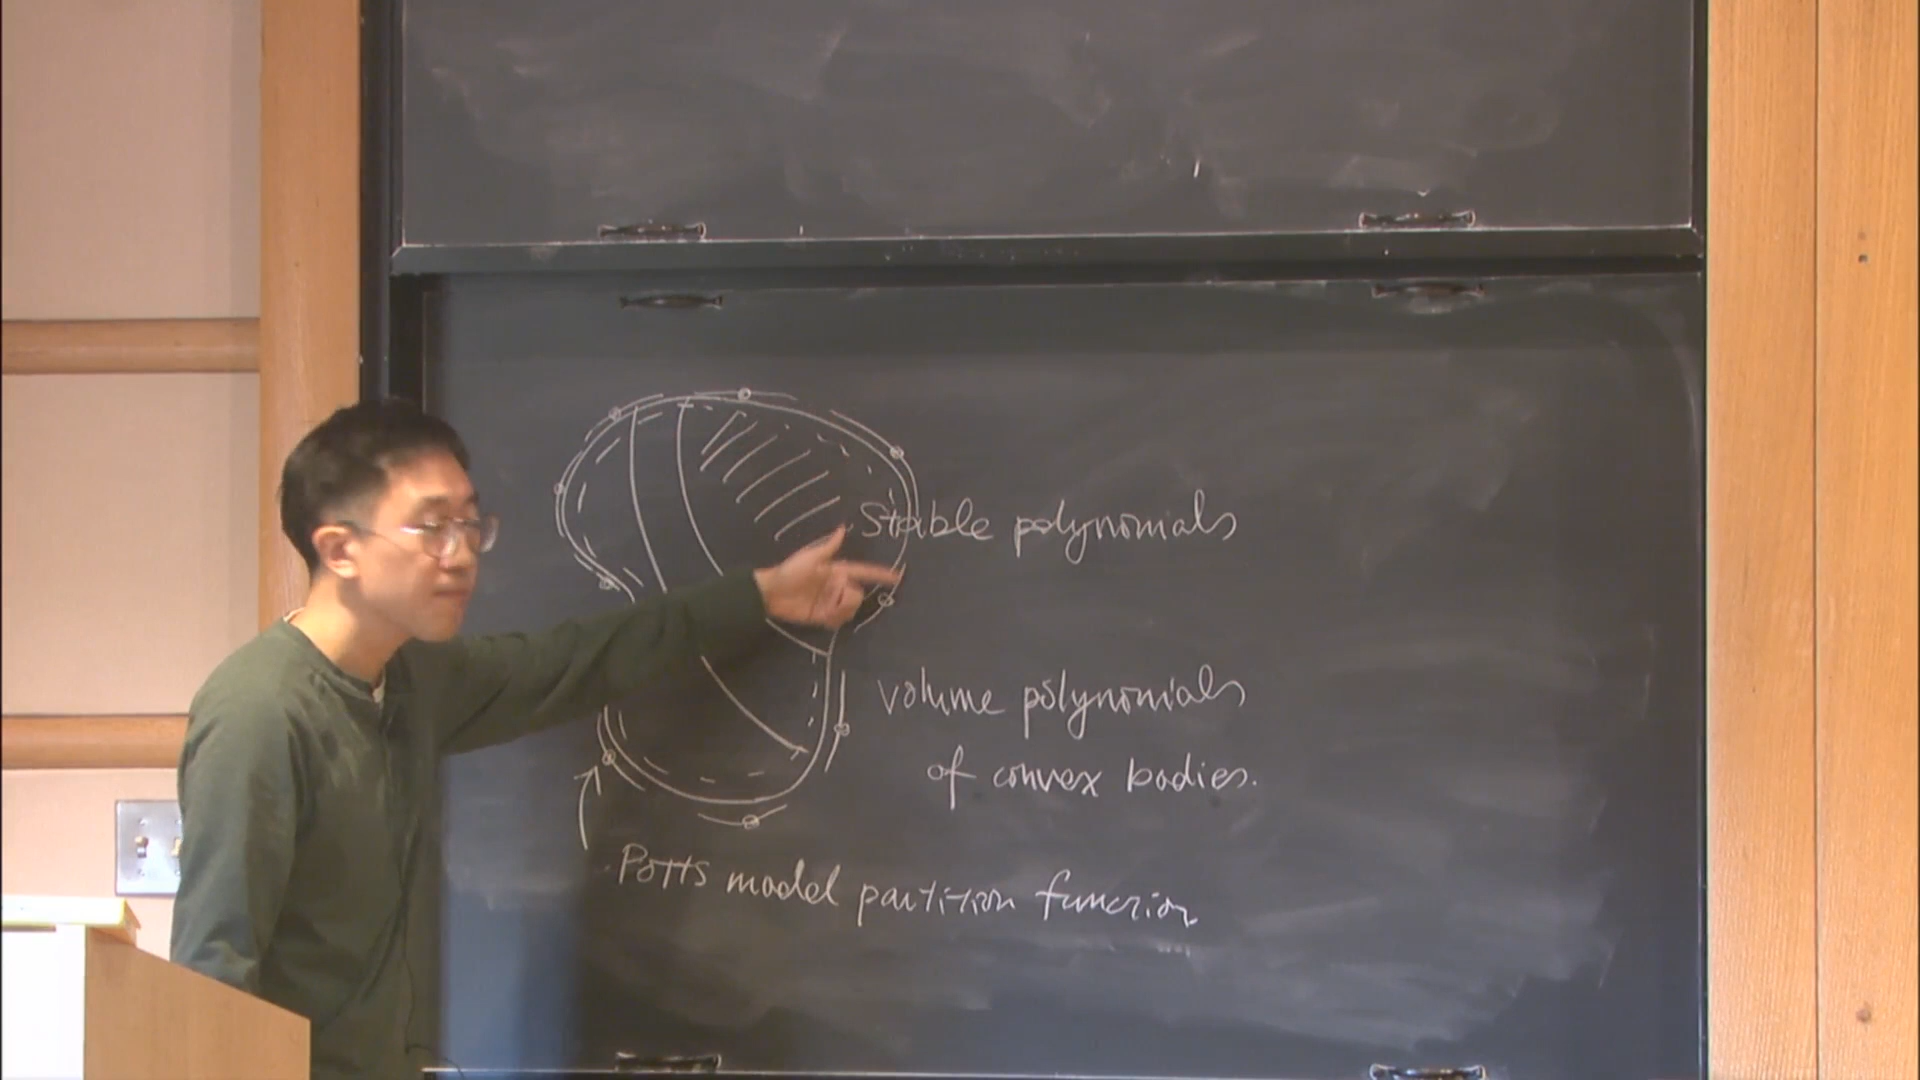 Stable polynomials
volume polynomials
of convex bodies.
Potts model partition function